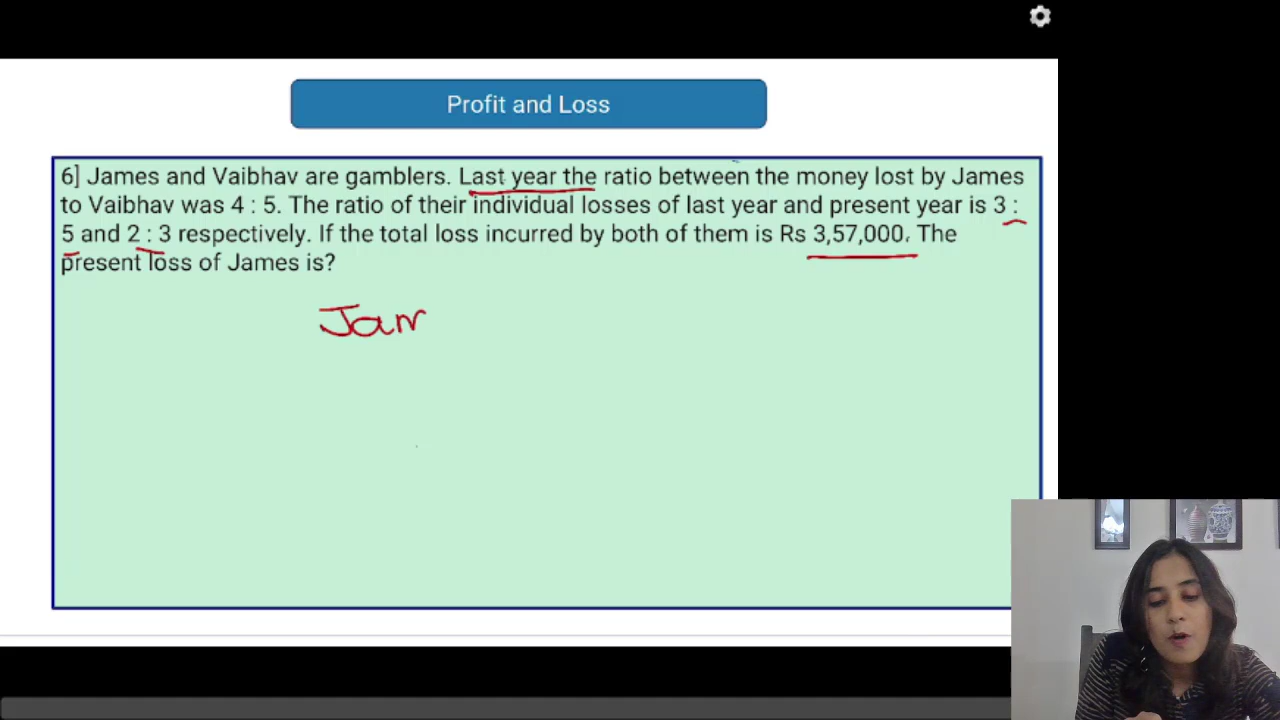 Profit and Loss
6] James and Vaibhav are gamblers. Last year the ratio between the money lost by James
to Vaibhav was 4 : 5. The ratio of their individual losses of last year and present year is 3 :
5 and 2 : 3 respectively. If the total loss incurred by both of them is Rs 3,57,000. The
present loss of James is?
Jam